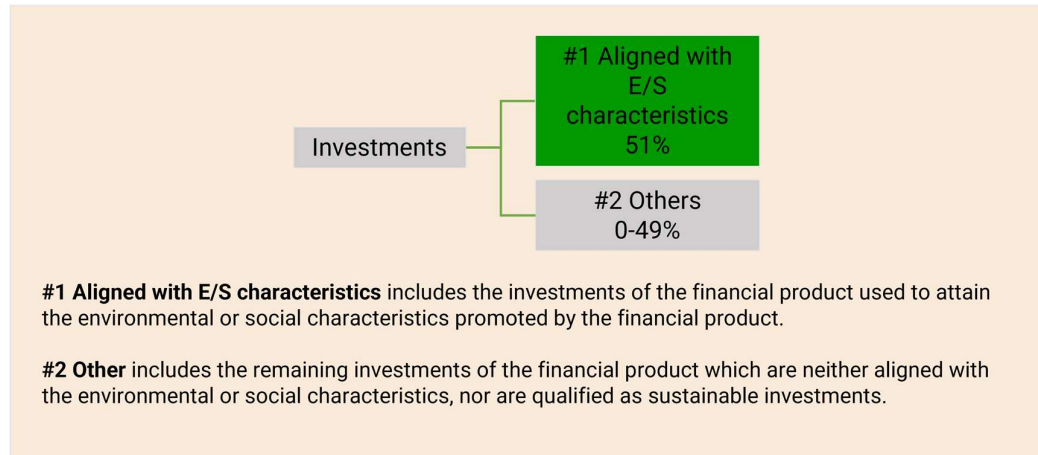 #1 Aligned with
E/S
characteristics
51%
Investments
#2 Others
0-49%
#1 Aligned with E/S characteristics includes the investments of the financial product used to attain
the environmental or social characteristics promoted by the financial product.
#2 Other includes the remaining investments of the financial product which are neither aligned with
the environmental or social characteristics, nor are qualified as sustainable investments.